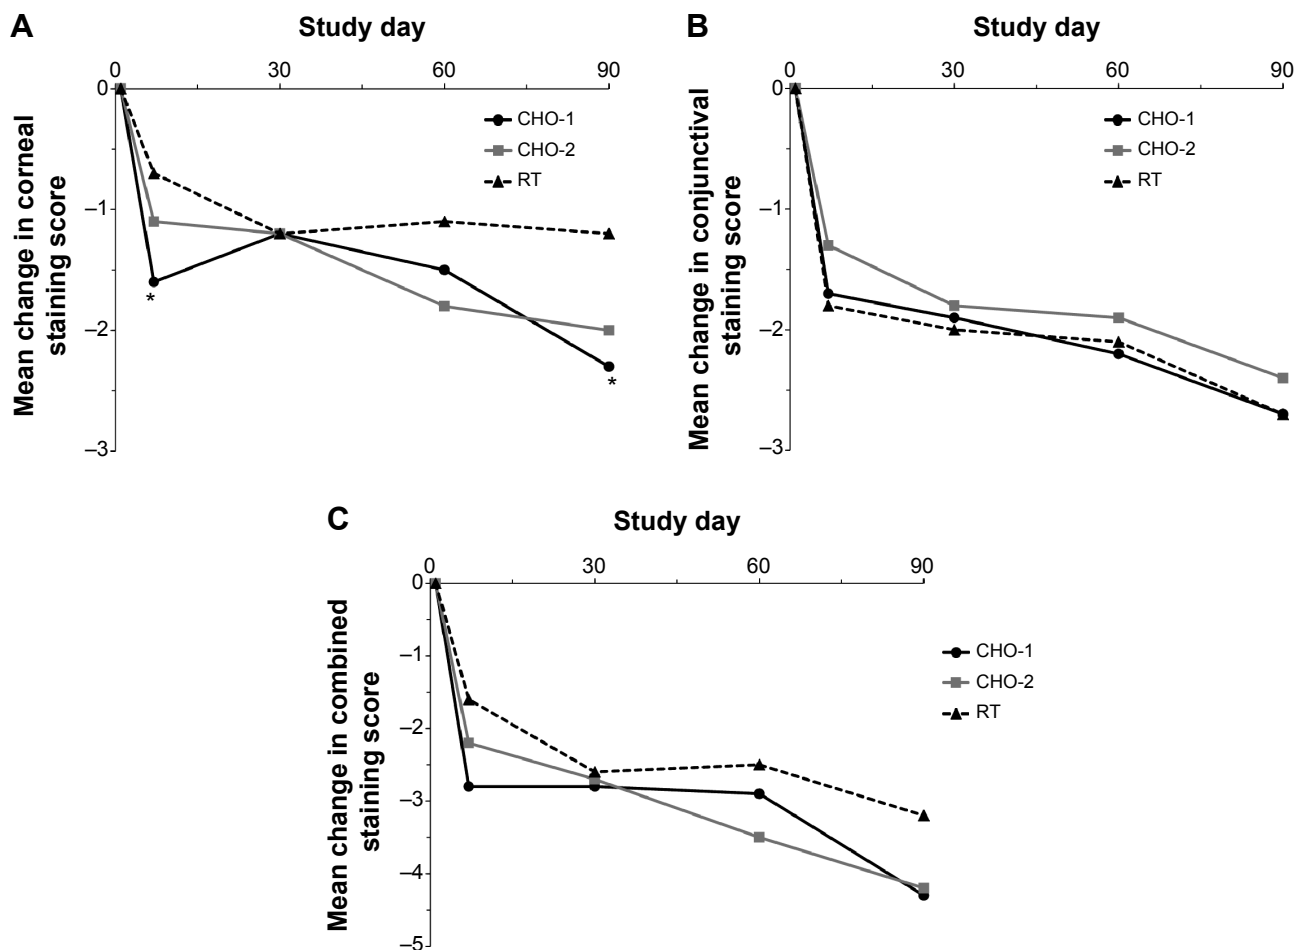 A
Study day
0 30 60 90
0
–1
–2
–3
Mean change in corneal
staining score
CHO-1
CHO-2
RT
*
*
B
Study day
0 30 60 90
0
–1
–2
–3
Mean change in conjunctival
staining score
CHO-1
CHO-2
RT
C
Study day
0 30 60 90
0
–1
–2
–3
–4
–5
Mean change in combined
staining score
CHO-1
CHO-2
RT